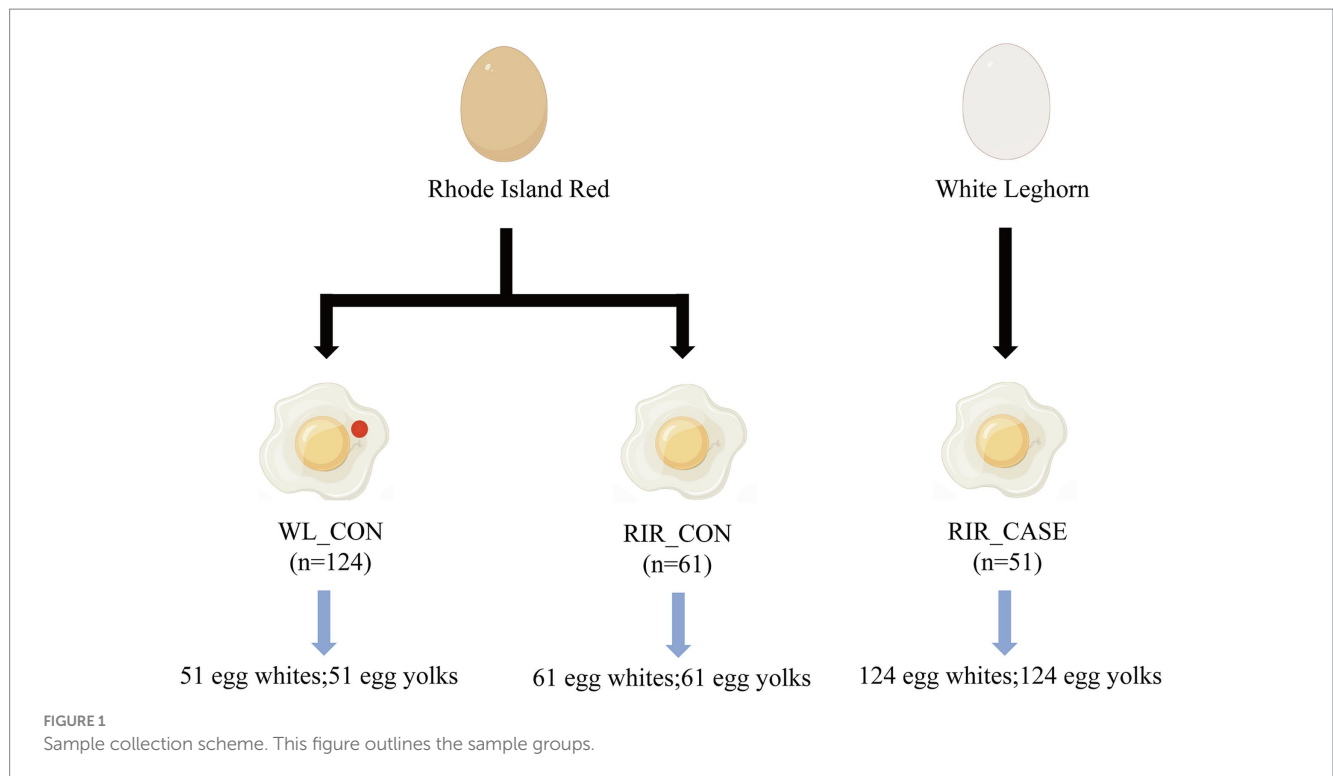 Rhode Island Red
White Leghorn
WL_CON
(n=124)
RIR_CON
(n=61)
RIR_CASE
(n=51)
51 egg whites;51 egg yolks
61 egg whites;61 egg yolks
124 egg whites;124 egg yolks
FIGURE 1
Sample collection scheme. This figure outlines the sample groups.